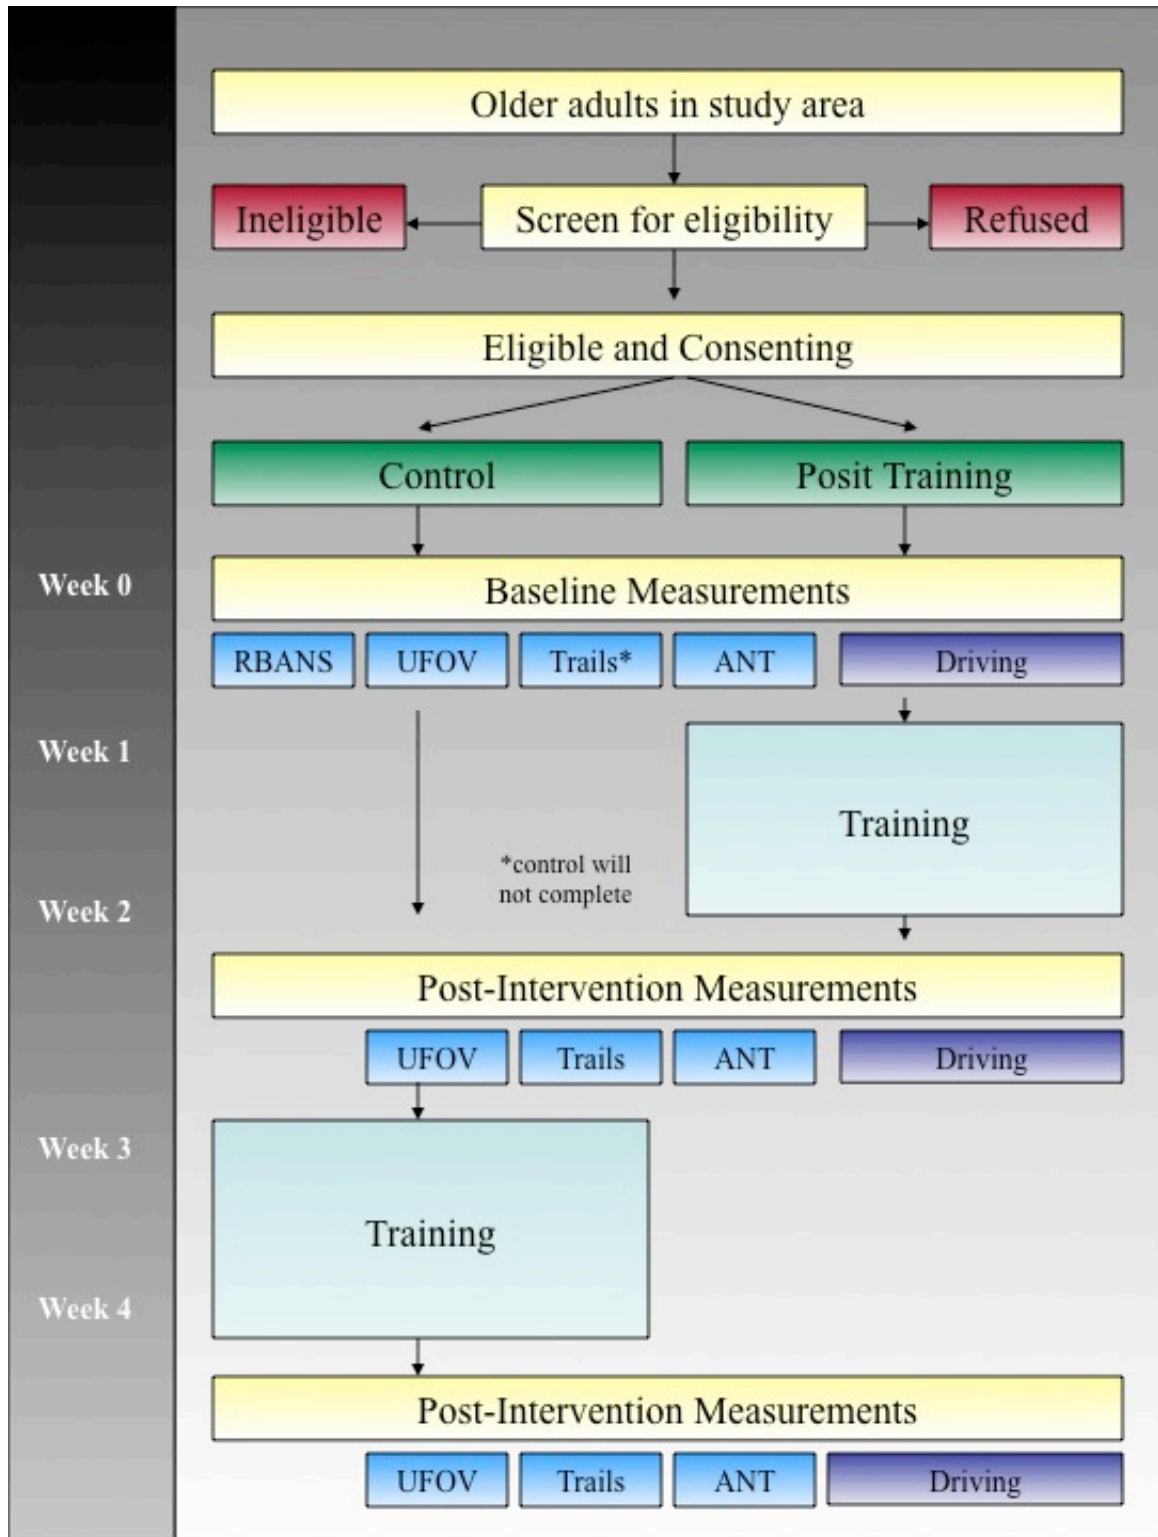 Older adults in study area
Ineligible
Screen for eligibility
Refused
Eligible and Consenting
Control
Posit Training
Week 0
Baseline Measurements
RBANS
UFOV
Trails*
ANT
Driving
Week 1
Training
*control will
not complete
Week 2
Post-Intervention Measurements
UFOV
Trails
ANT
Driving
Week 3
Training
Week 4
Post-Intervention Measurements
UFOV
Trails
ANT
Driving